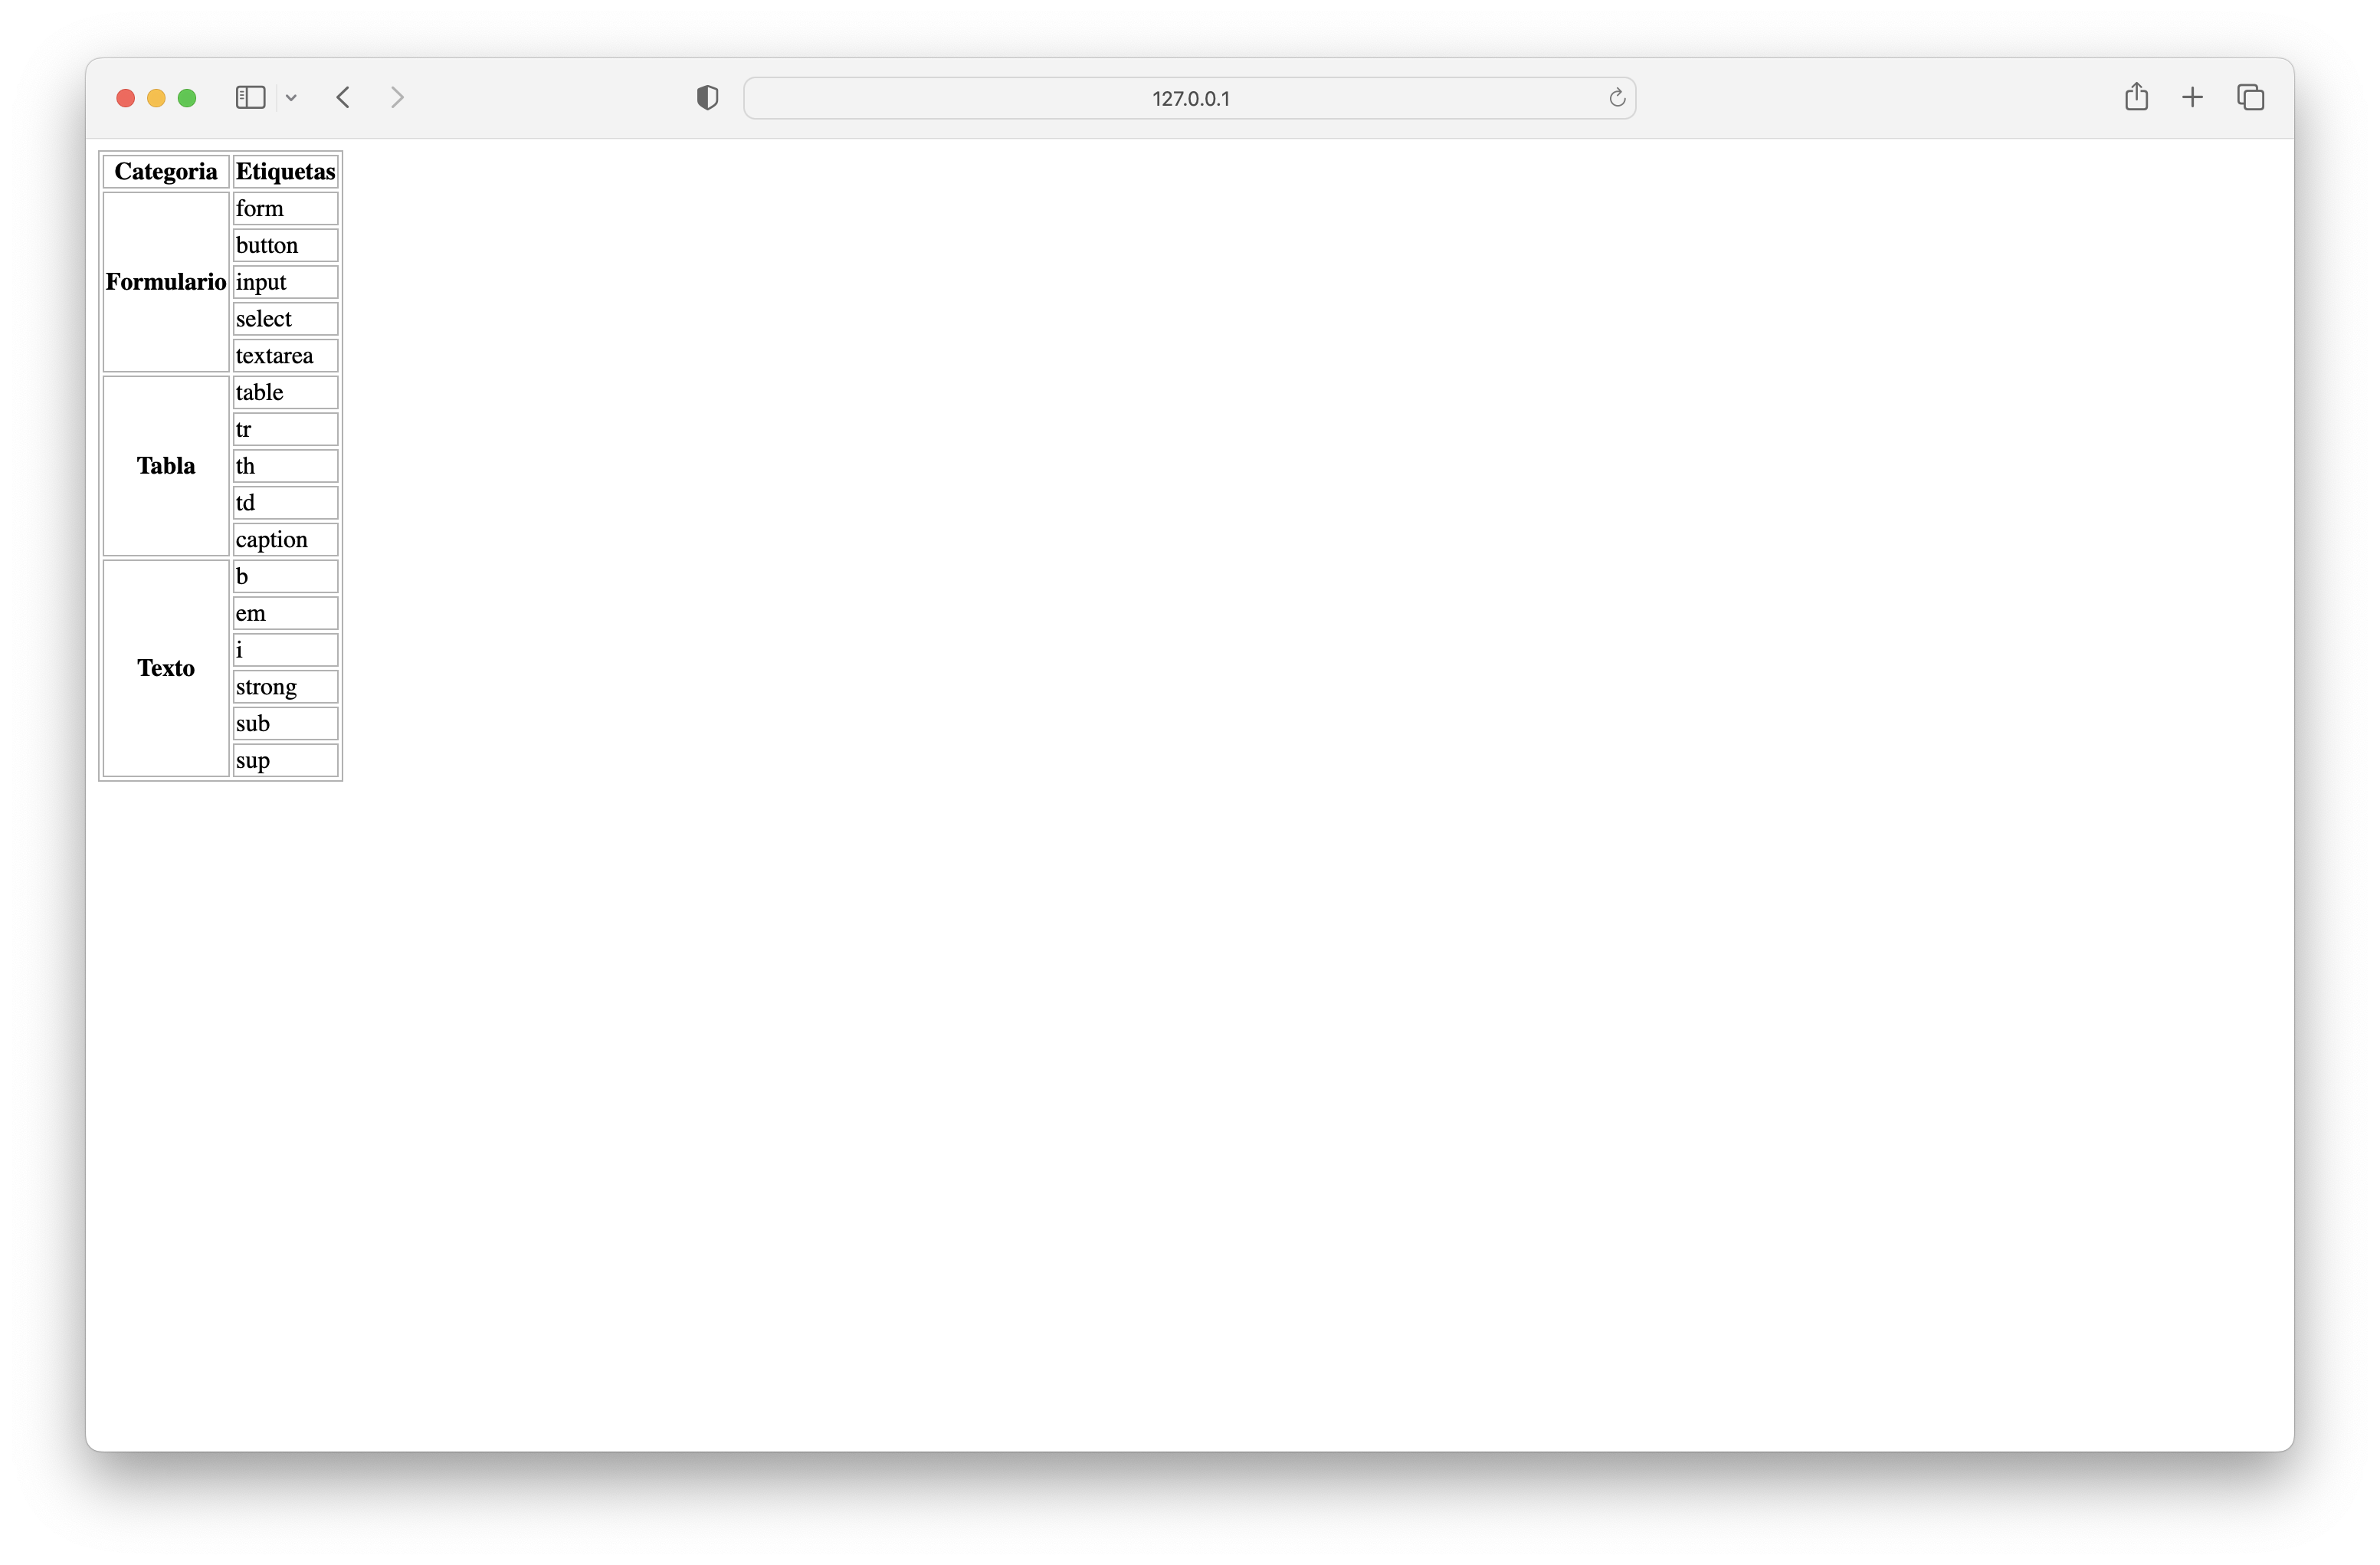 127.0.0.1
Categoria Etiquetas
Formulario form
button
input
select
textarea
Tabla table
tr
th
td
caption
Texto b
em
i
strong
sub
sup